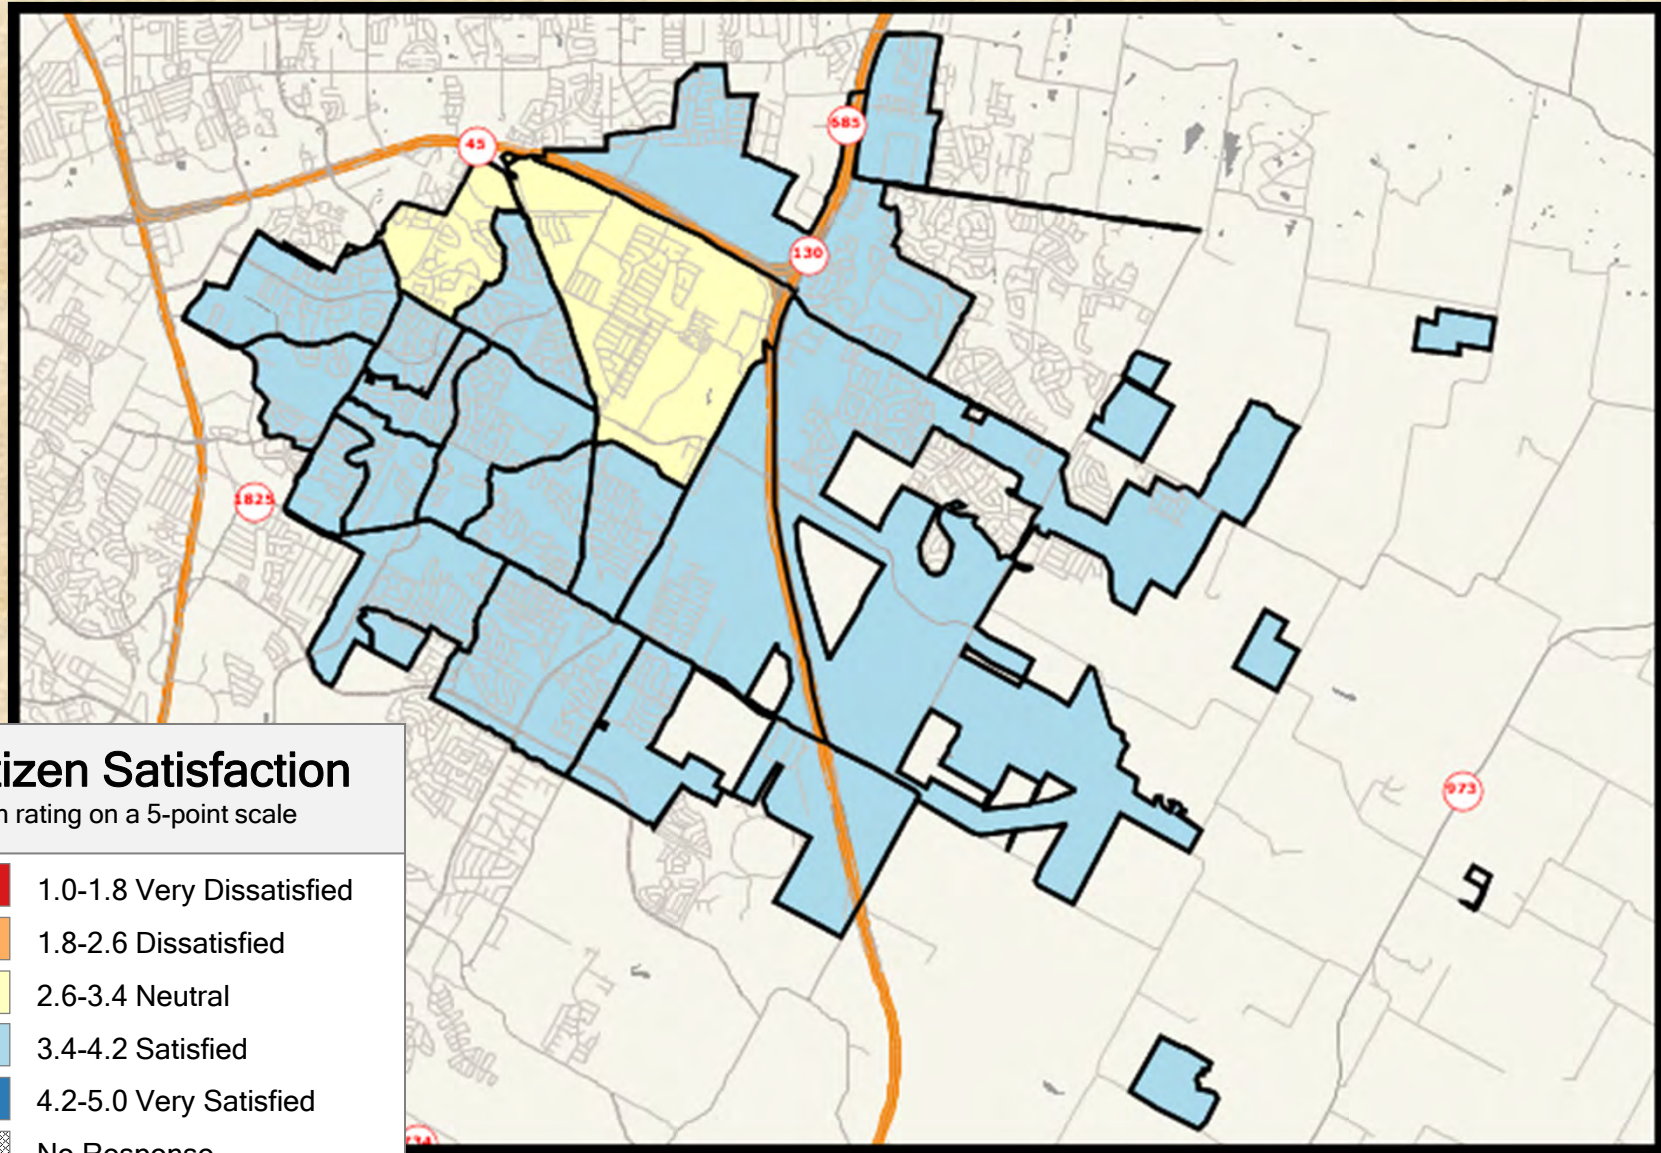 45
685
130
1825
973
Satisfaction
rating on a 5-point scale
1.0-1.8 Very Dissatisfied
1.8-2.6 Dissatisfied
2.6-3.4 Neutral
3.4-4.2 Satisfied
4.2-5.0 Very Satisfied
No Response